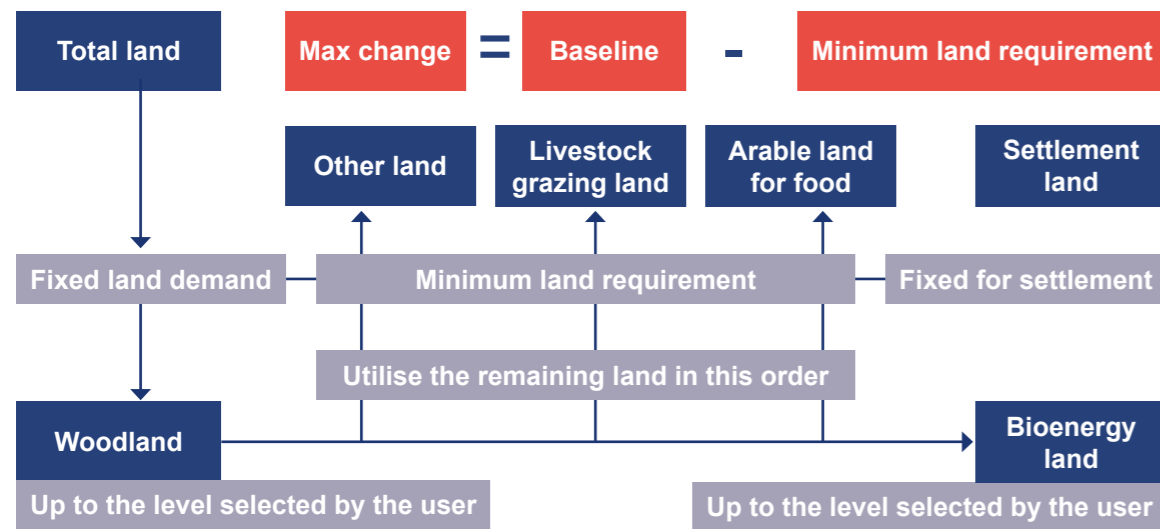 Total land
Max change
=
Baseline
-
Minimum land requirement
Other land
Livestock
grazing land
Arable land
for food
Settlement
land
Fixed land demand
Minimum land requirement
Fixed for settlement
Utilise the remaining land in this order
Woodland
Bioenergy
land
Up to the level selected by the user
Up to the level selected by the user